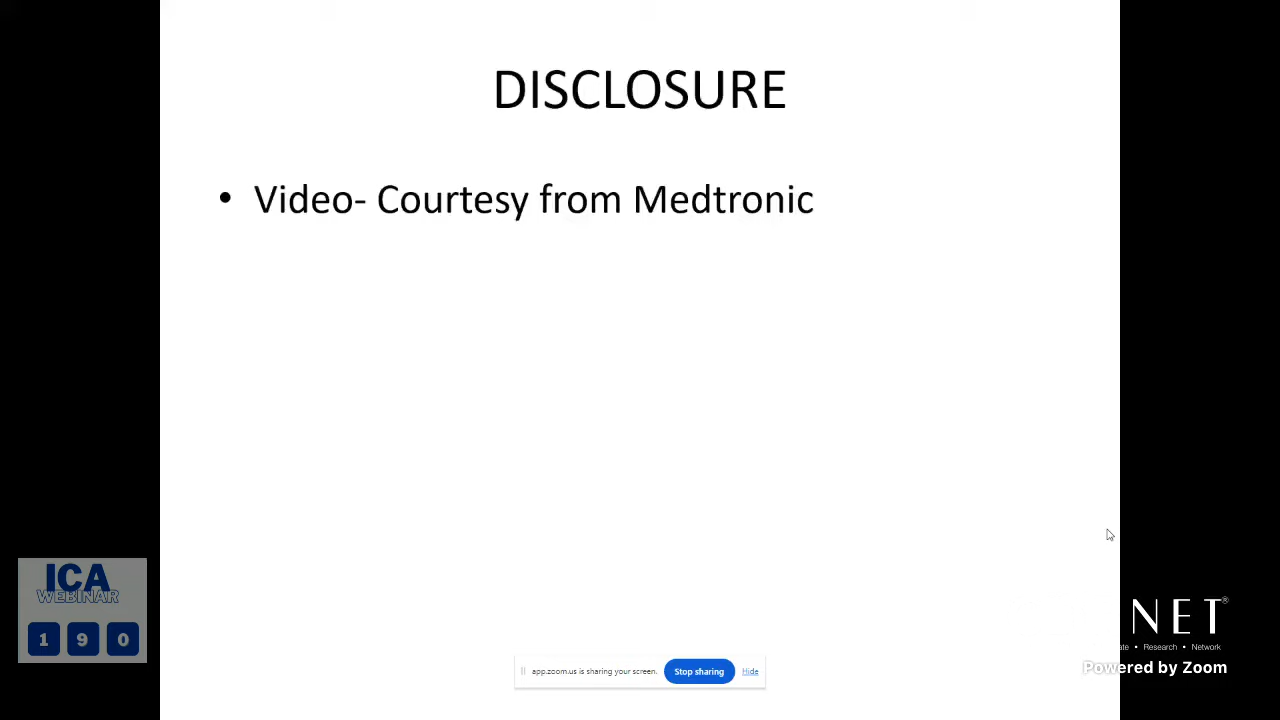 DISCLOSURE
• Video- Courtesy from Medtronic
ICA
WEBINAR
1 9 0
app.zoom.us is sharing your screen. Stop sharing Hide
NET®
• Research • Network
Powered by Zoom